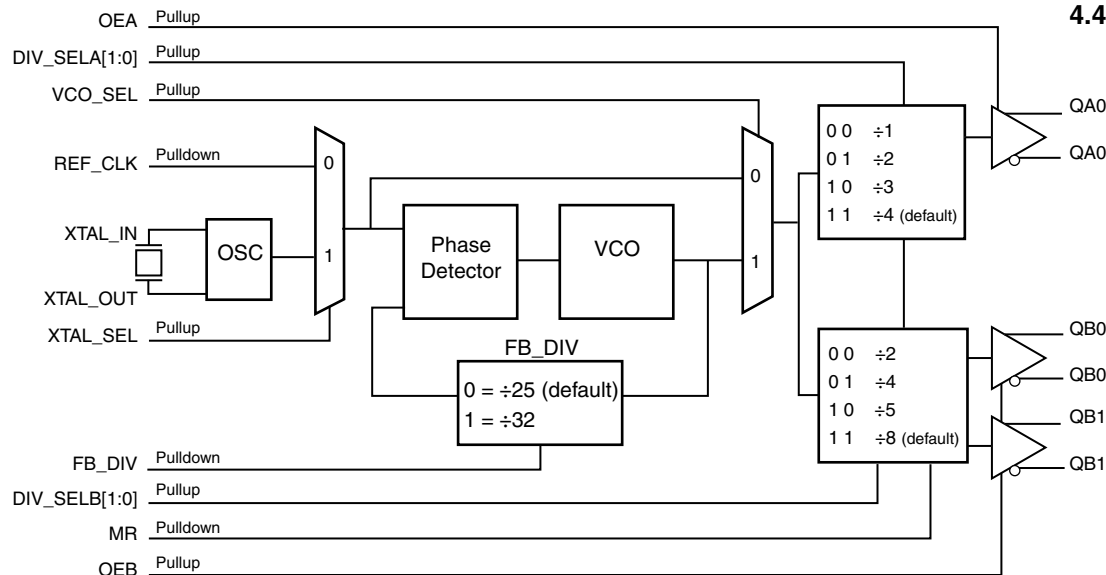 4.4
OEA Pullup
DIV_SELA[1:0] Pullup
VCO_SEL Pullup
REF_CLK Pulldown
XTAL_IN
XTAL_OUT
XTAL_SEL Pullup
OSC
0
1
Phase
Detector
VCO
0
1
FB_DIV
0 = ÷25 (default)
1 = ÷32
0 0 ÷1
0 1 ÷2
1 0 ÷3
1 1 ÷4 (default)
QA0
QA0
0 0 ÷2
0 1 ÷4
1 0 ÷5
1 1 ÷8 (default)
QB0
QB0
QB1
QB1
FB_DIV Pulldown
DIV_SELB[1:0] Pullup
MR Pulldown
OEB Pullup